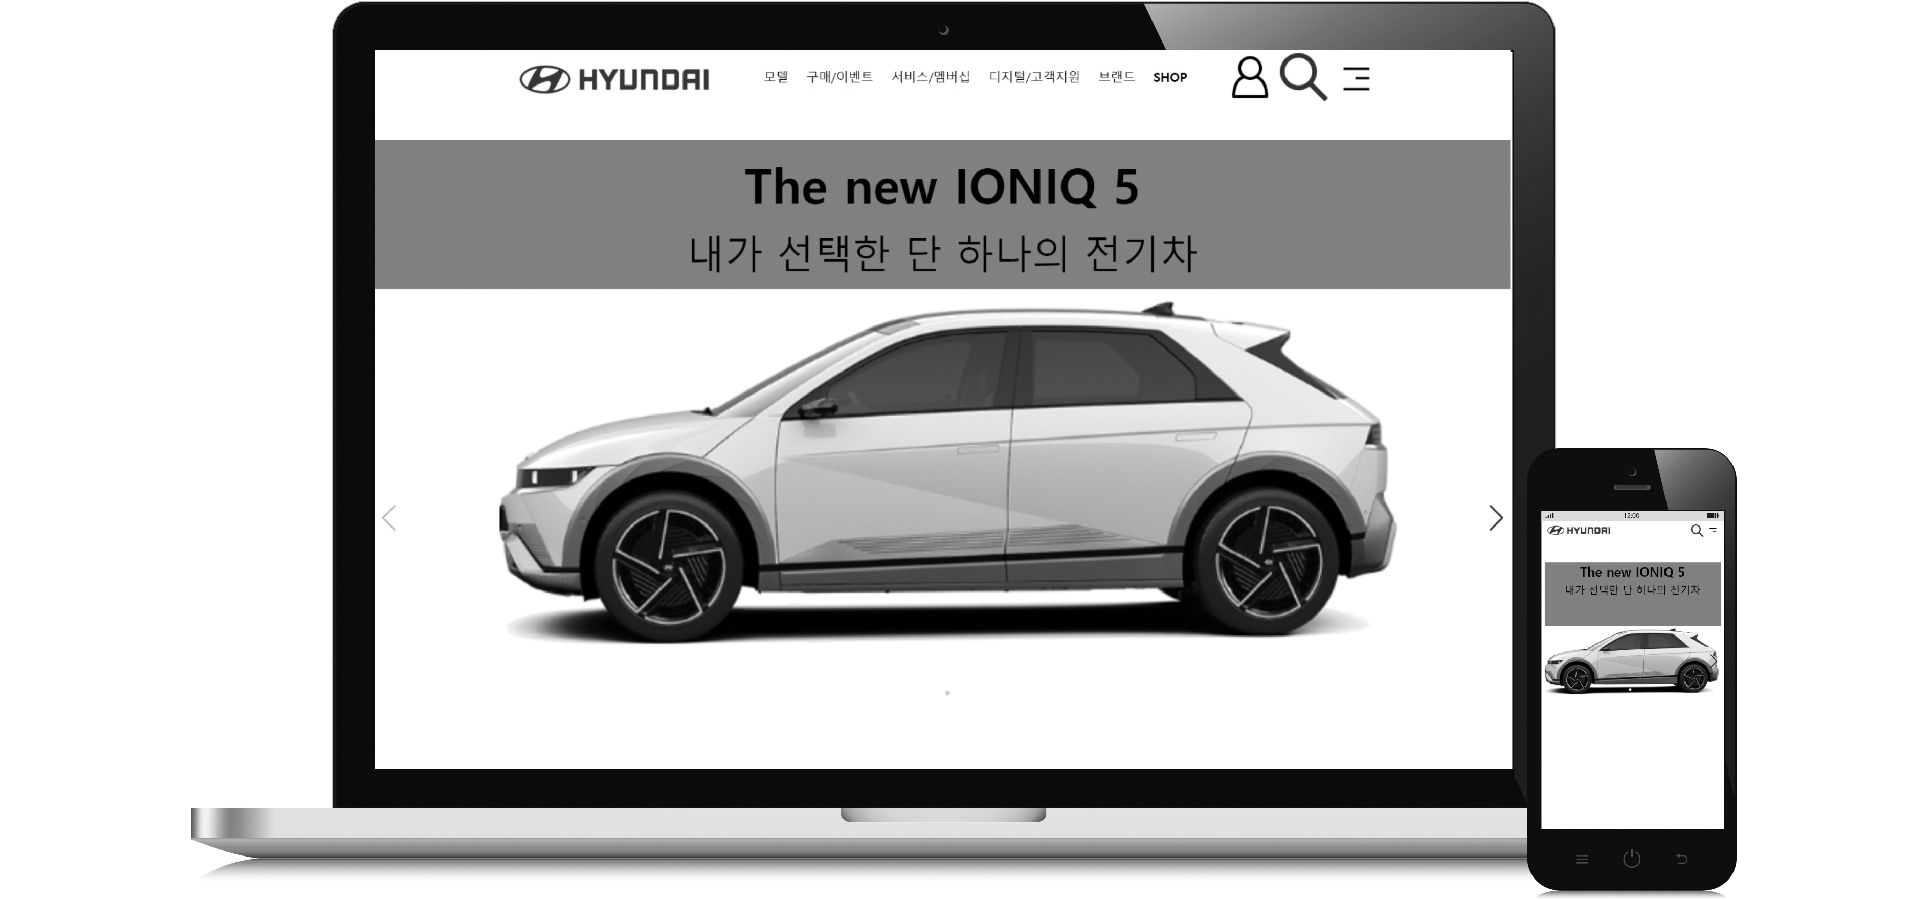 HYUNDAI 모델 구매/이벤트 서비스/멤버십 디지털/고객지원 브랜드 SHOP
The new IONIQ 5
내가 선택한 단 하나의 전기차
12:00
HYUNDAI
The new IONIQ 5
내가 선택한 단 하나의 전기차